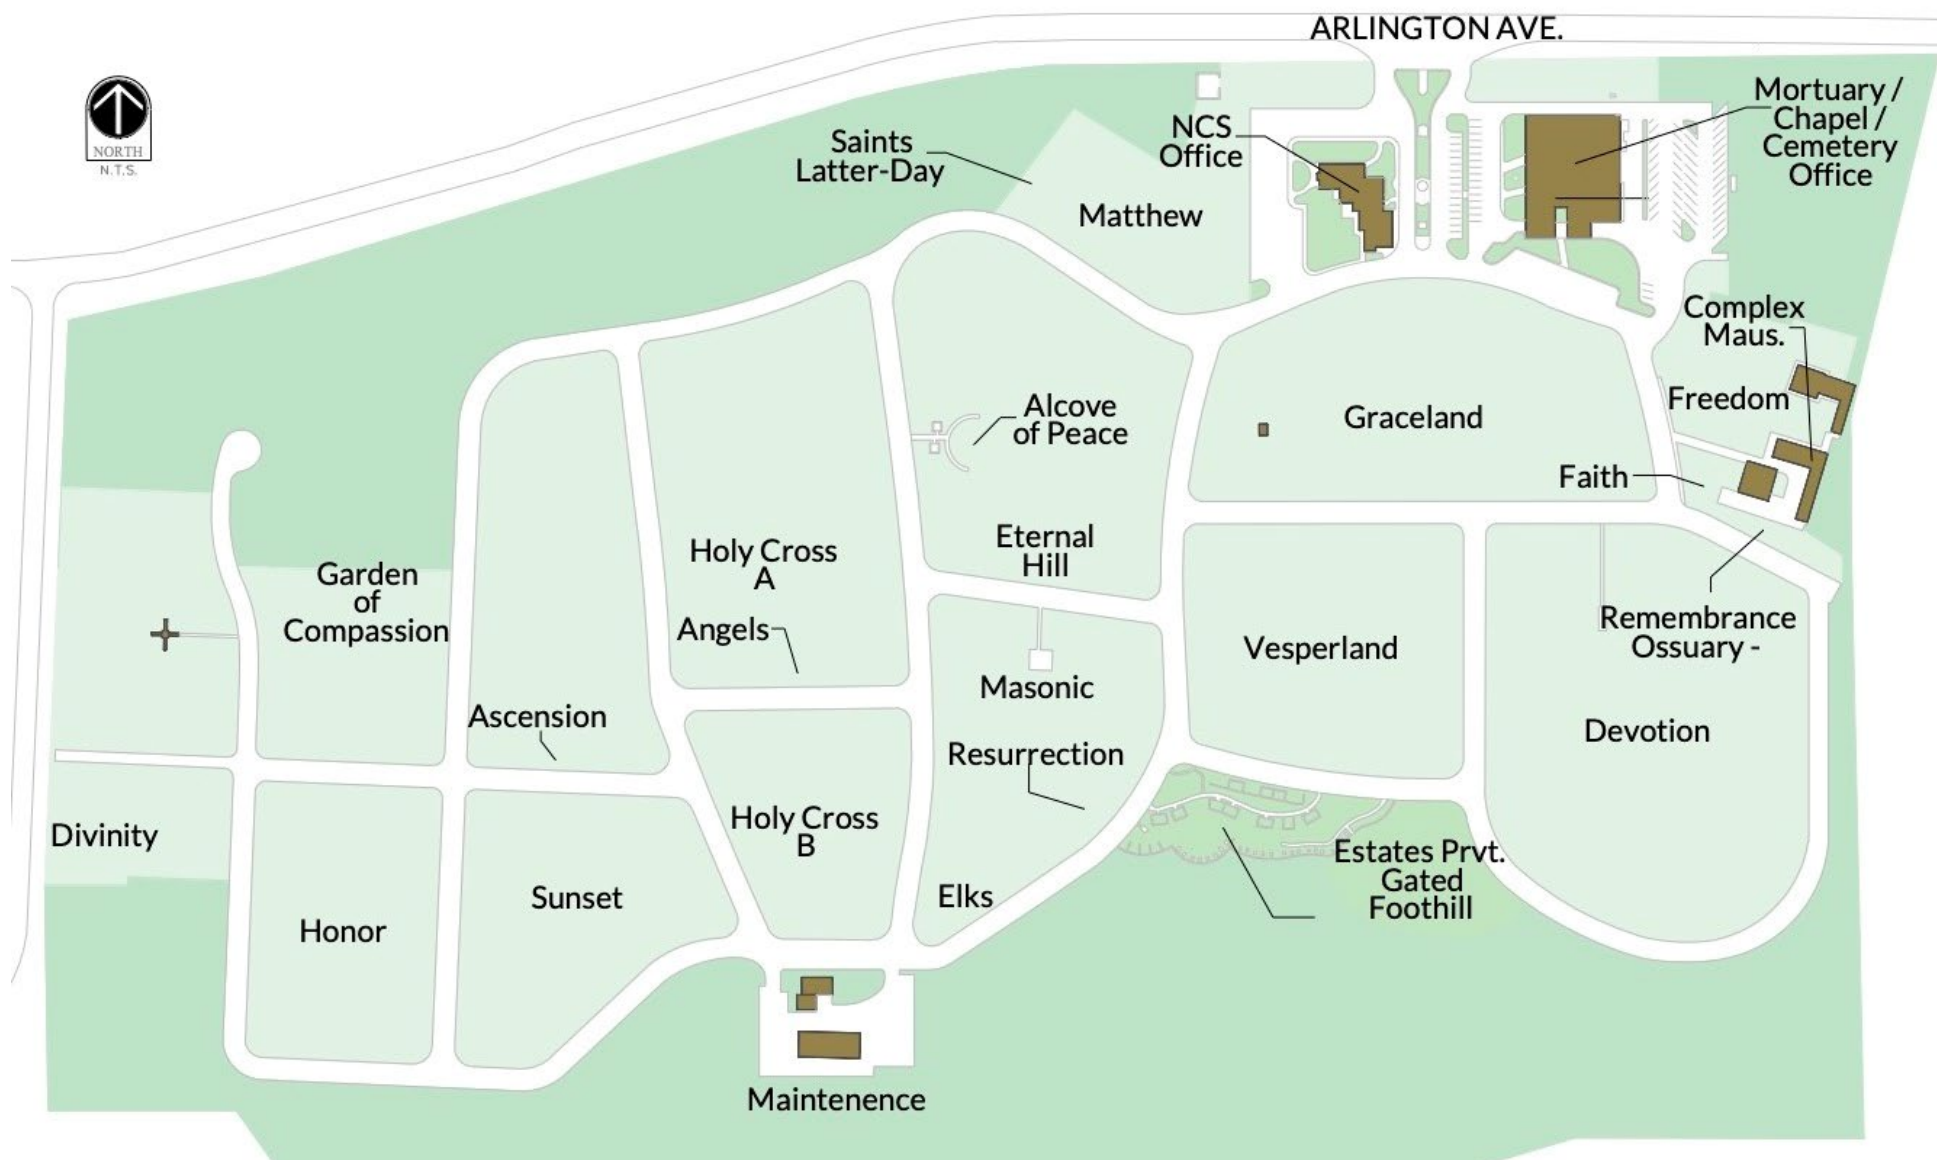 ARLINGTON AVE.
NORTH
N.T.S.
Saints
Latter-Day
NCS
Office
Mortuary /
Chapel /
Cemetery
Office
Matthew
Complex
Maus.
Alcove
of Peace
Graceland
Freedom
Faith
Holy Cross
A
Eternal
Hill
Garden
of
Compassion
Angels
Vesperland
Remembrance
Ossuary -
Masonic
Ascension
Devotion
Resurrection
Divinity
Holy Cross
B
Estates Prvt.
Gated
Foothill
Sunset
Elks
Honor
Maintenence